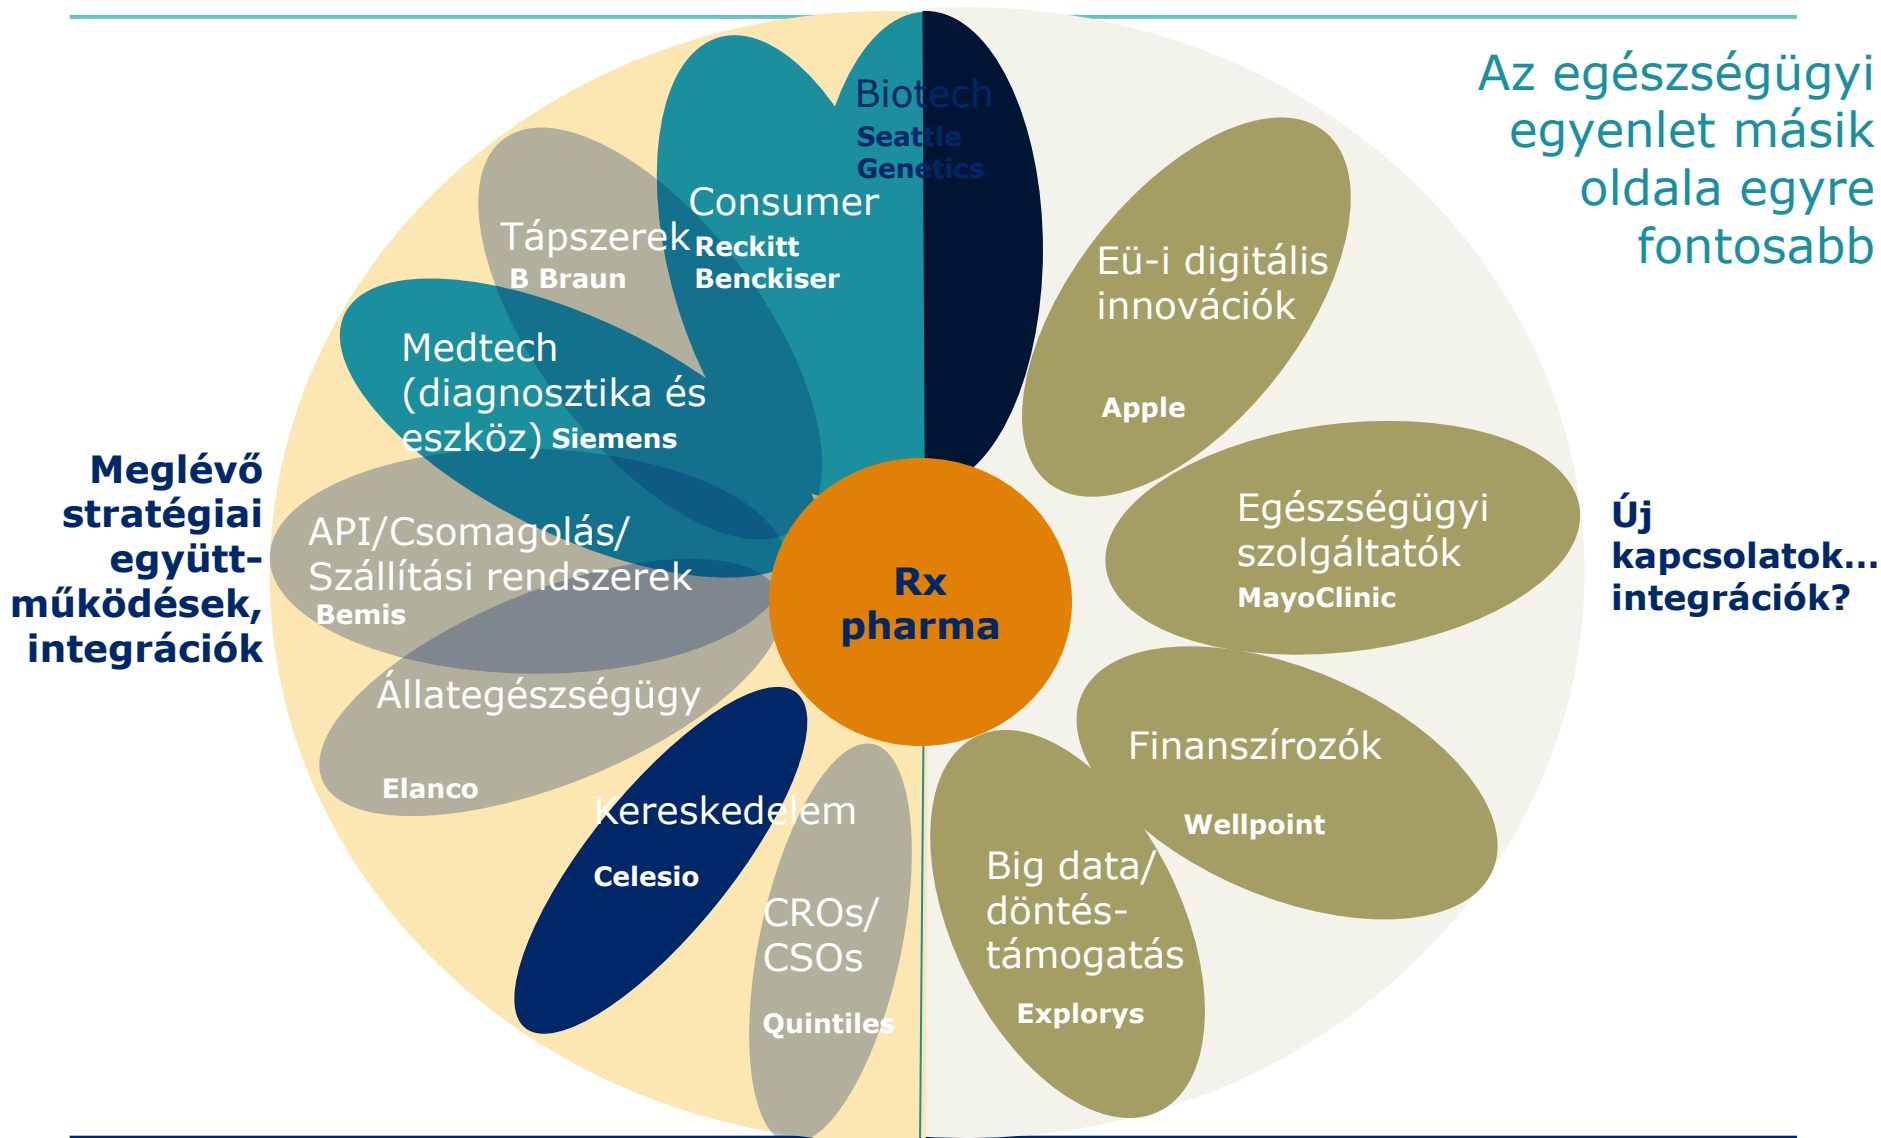 Az egészségügyi
egyenlet másik
oldala egyre
fontosabb
Biotech
Seattle
Genetics
Consumer
Reckitt
Benckiser
Tápszerek
B Braun
Medtech
(diagnosztika és
eszköz) Siemens
Meglévő
stratégiai
együtt-
működések,
integrációk
API/Csomagolás/
Szállítási rendszerek
Bemis
Állategészségügy
Elanco
Kereskedelem
Celesio
CROs/
CSOs
Quintiles
Rx
pharma
Eü-i digitális
innovációk
Apple
Egészségügyi
szolgáltatók
MayoClinic
Új
kapcsolatok...
integrációk?
Finanszírozók
Wellpoint
Big data/
döntés-
támogatás
Explorys